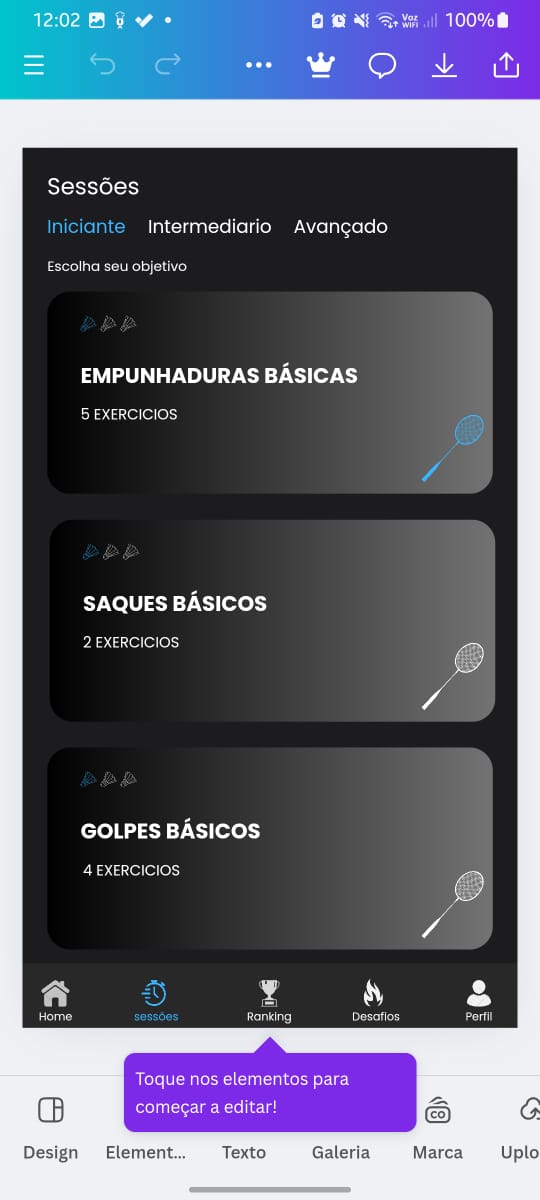 12:02
Voz
WiFi
100%
Sessões
Iniciante Intermediario Avançado
Escolha seu objetivo
EMPUNHADURAS BÁSICAS
5 EXERCICIOS
SAQUES BÁSICOS
2 EXERCICIOS
GOLPES BÁSICOS
4 EXERCICIOS
Home sessões Ranking Desafios Perfil
Toque nos elementos para
começar a editar!
CO
Design Element... Texto Galeria Marca Uplo